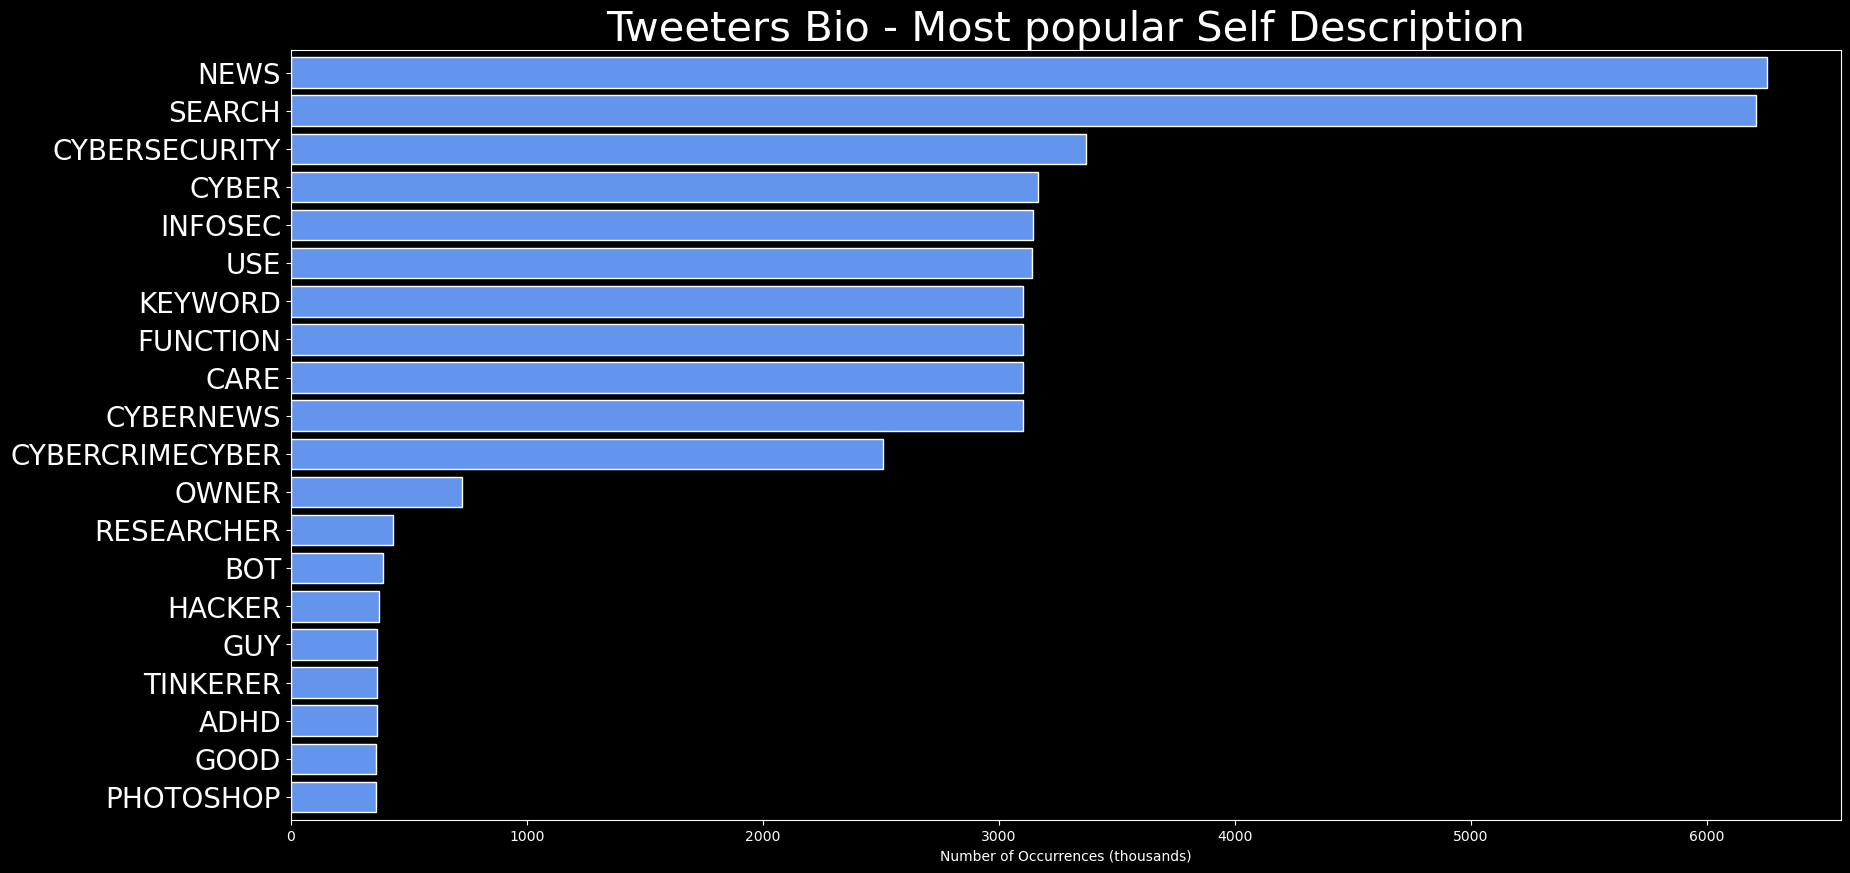 Tweeters Bio - Most popular Self Description
NEWS
SEARCH
CYBERSECURITY
CYBER
INFOSEC
USE
KEYWORD
FUNCTION
CARE
CYBERNEWS
CYBERCRIMECYBER
OWNER
RESEARCHER
BOT
HACKER
GUY
TINKERER
ADHD
GOOD
PHOTOSHOP
0 1000 2000 3000 4000 5000 6000
Number of Occurrences (thousands)